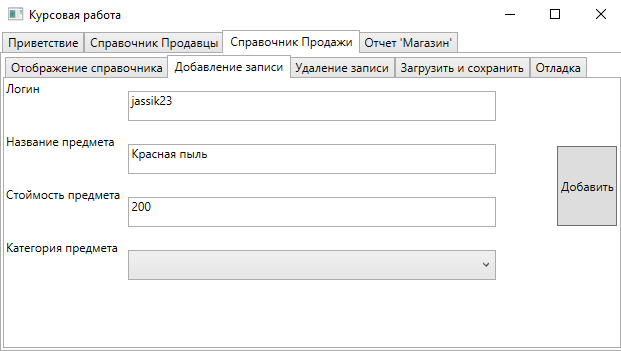 Курсовая работа
Приветствие Справочник Продавцы Справочник Продажи Отчет 'Магазин'
Отображение справочника Добавление записи Удаление записи Загрузить и сохранить Отладка
Логин
jassik23
Название предмета
Красная пыль
Стоймость предмета
200
Добавить
Категория предмета